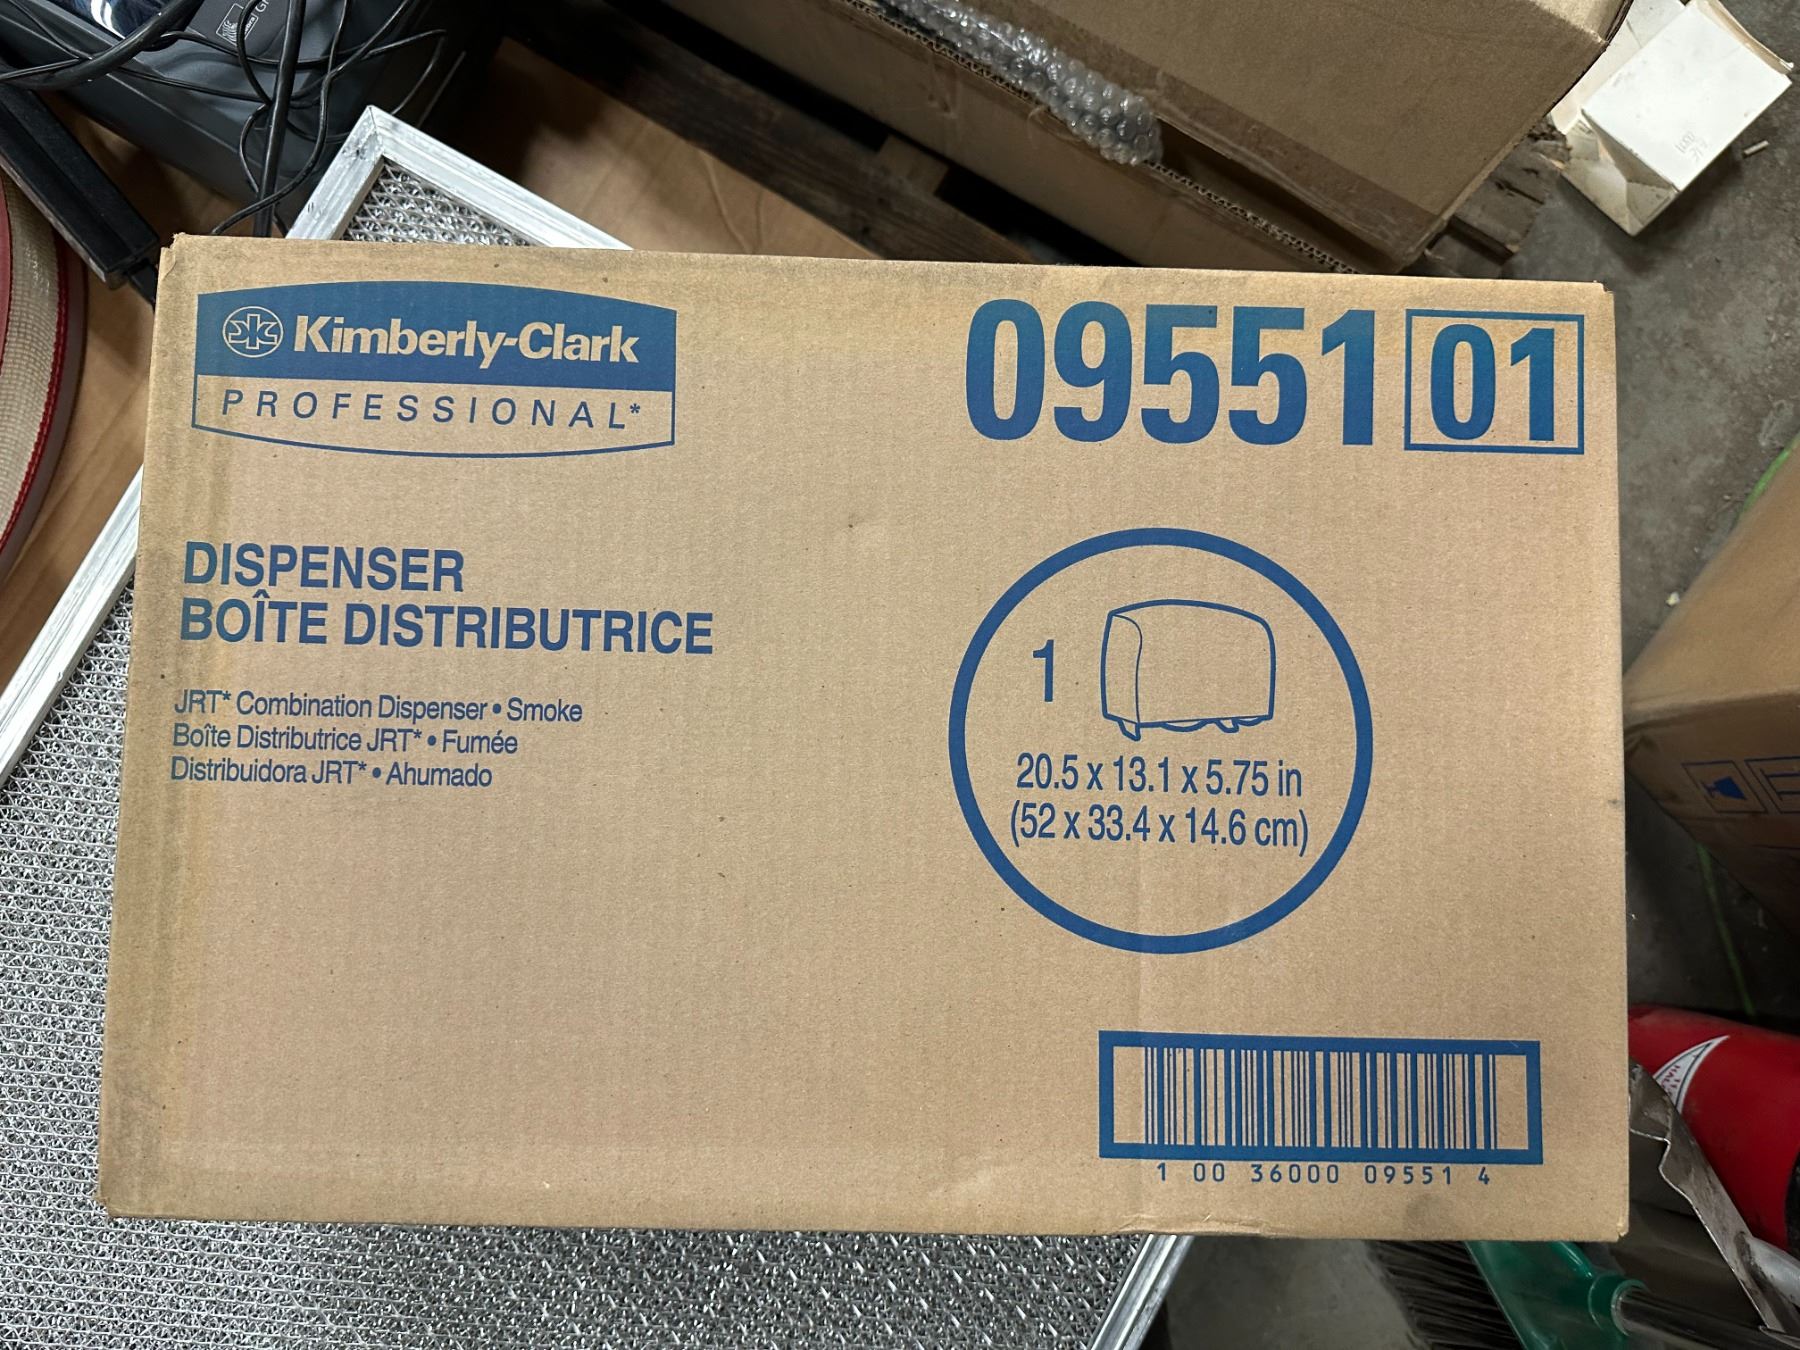 Kimberly-Clark
PROFESSIONAL*
09551 01
DISPENSER
BOÎTE DISTRIBUTRICE
JRT* Combination Dispenser • Smoke
Boîte Distributrice JRT* • Fumée
Distribuidora JRT* • Ahumado
1
20.5 x 13.1 x 5.75 in
(52 x 33.4 x 14.6 cm)
1 00 36000 09551 4